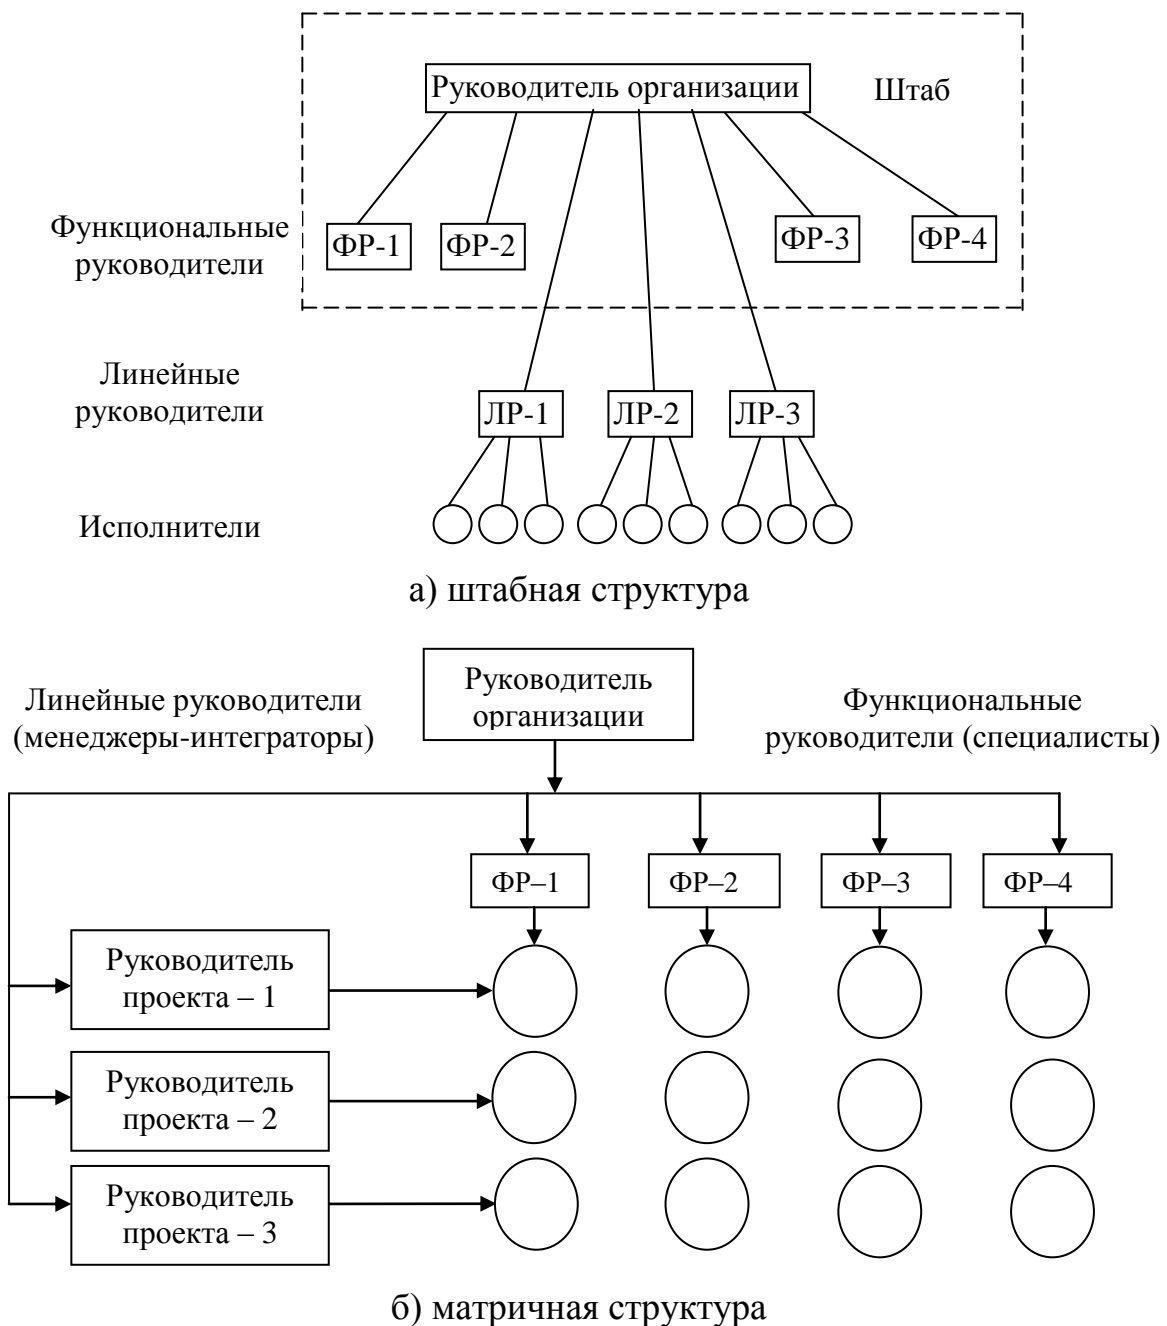 Руководитель организации
Штаб
Функциональные
руководители
ФР-1
ФР-2
ФР-3
ФР-4
Линейные
руководители
ЛР-1
ЛР-2
ЛР-3
Исполнители
а) штабная структура
Руководитель
организации
Линейные руководители
(менеджеры-интеграторы)
Функциональные
руководители (специалисты)
ФР–1
ФР–2
ФР–3
ФР–4
Руководитель
проекта – 1
Руководитель
проекта – 2
Руководитель
проекта – 3
б) матричная структура